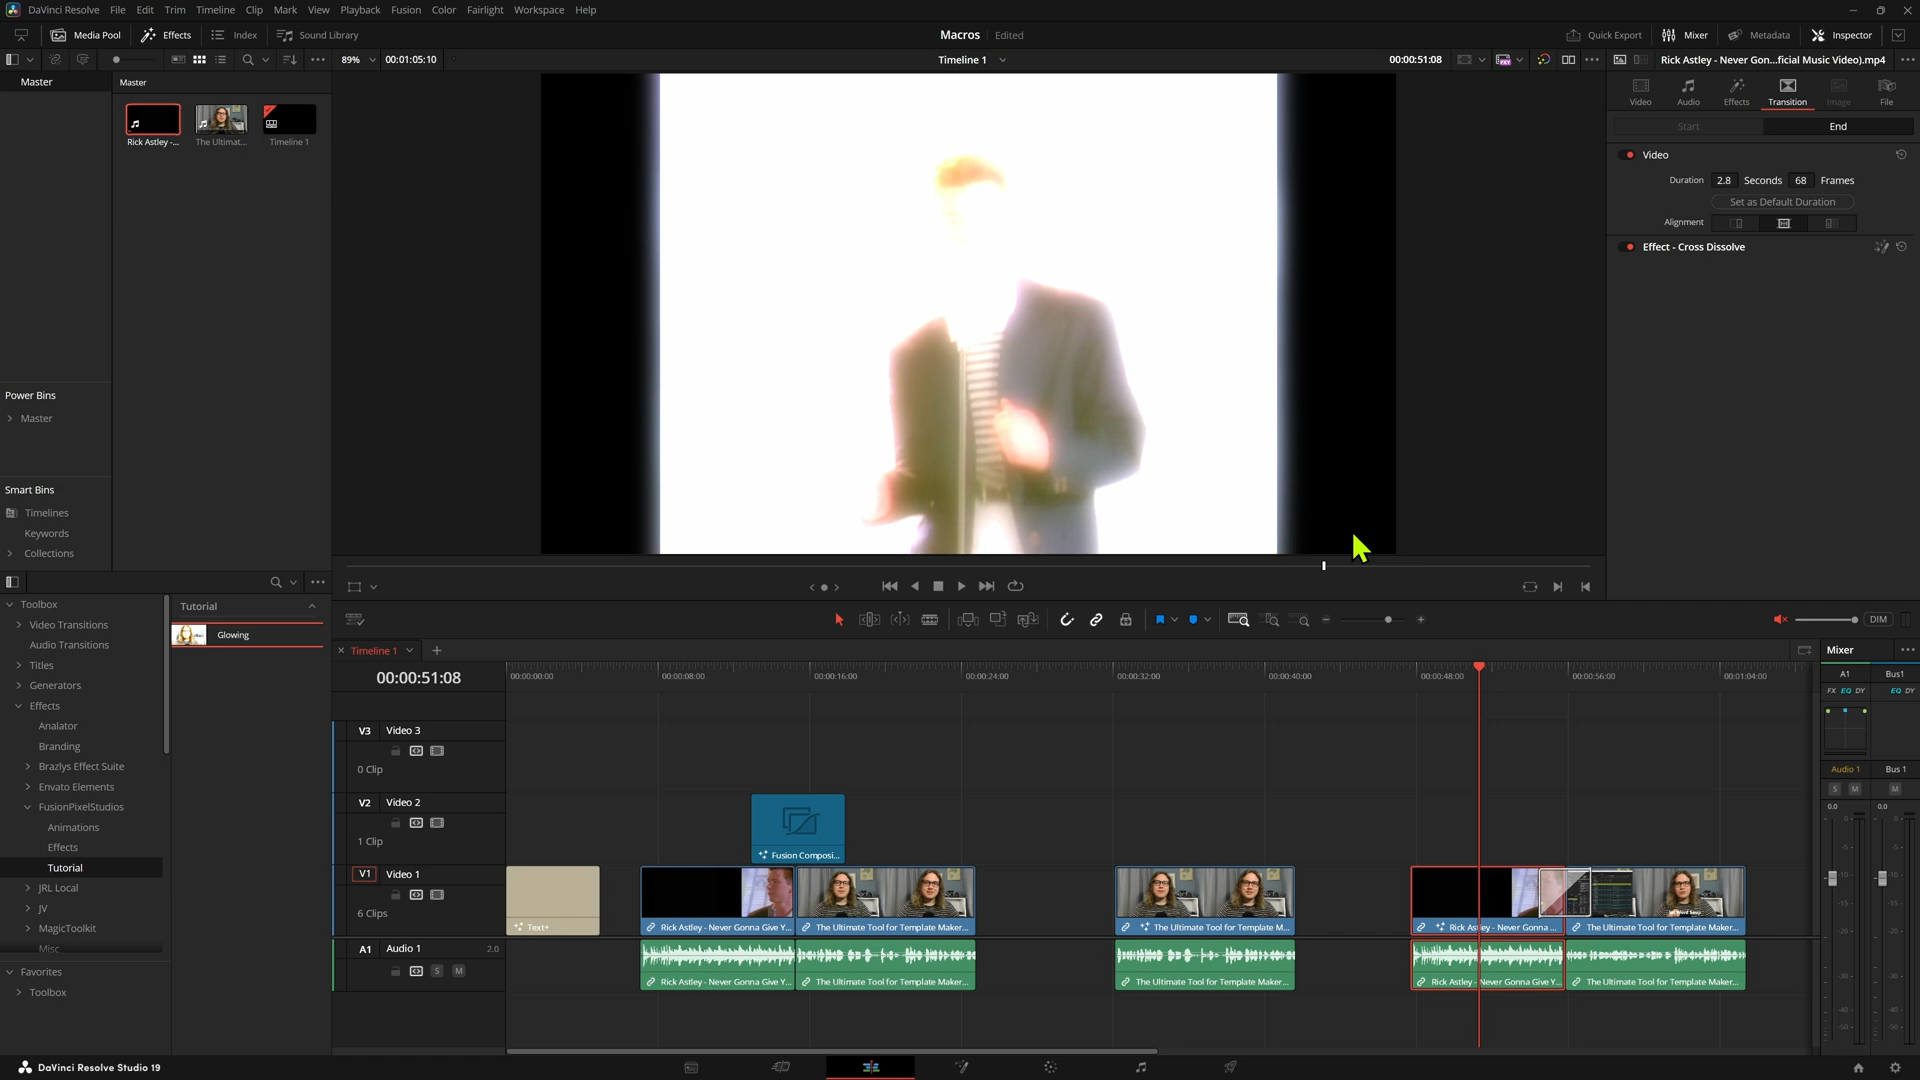 DaVinci Resolve File Edit Trim Timeline Clip Mark View Playback Fusion Color Fairlight Workspace Help
Media Pool Effects Index Sound Library Macros Edited Quick Export Mixer Metadata Inspector
89% 00:01:05:10 Timeline 1 00:00:51:08 Rick Astley - Never Gon...ficial Music Video).mp4
Master Master
Rick Astley -... The Ultimat... Timeline 1
Video Audio Effects Transition Image File
Start End
Video
Duration 2.8 Seconds 68 Frames
Set as Default Duration
Alignment
Effect - Cross Dissolve
Power Bins
Master
Smart Bins
Timelines
Keywords
Collections
Toolbox
Video Transitions
Audio Transitions
Titles
Generators
Effects
Analator
Branding
Brazlys Effect Suite
Envato Elements
FusionPixelStudios
Animations
Effects
Tutorial
JRL Local
JV
MagicToolkit
Misc
Favorites
Toolbox
Tutorial
Glowing
DIM
Timeline 1
00:00:51:08 00:00:00:00 00:00:08:00 00:00:16:00 00:00:24:00 00:00:32:00 00:00:40:00 00:00:48:00 00:00:56:00 00:01:04:00
V3 Video 3
0 Clip
V2 Video 2
1 Clip
Fusion Composi...
V1 Video 1
6 Clips
Text+ Rick Astley - Never Gonna Give Y... The Ultimate Tool for Template Maker... The Ultimate Tool for Template M... Rick Astley - Never Gonna ... The Ultimate Tool for Template Maker...
A1 Audio 1 2.0
S M
Rick Astley - Never Gonna Give Y... The Ultimate Tool for Template Maker... The Ultimate Tool for Template Maker... Rick Astley - Never Gonna Give Y... The Ultimate Tool for Template Maker...
Mixer
A1 Bus1
FX EQ DY EQ DY
Audio 1 Bus 1
S M M
0.0 0.0
DaVinci Resolve Studio 19